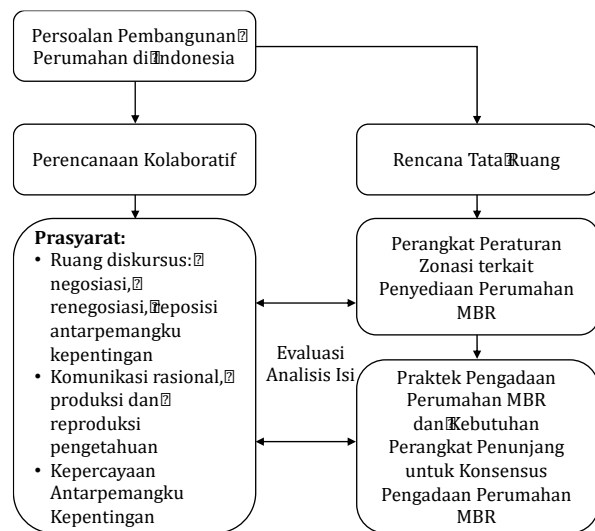 Persoalan Pembangunan
Perumahan di Indonesia
Perencanaan Kolaboratif
Rencana Tata Ruang
Prasyarat:
• Ruang diskursus:
negosiasi,
renegosiasi, reposisi
antarpemangku
kepentingan
• Komunikasi rasional,
produksi dan
reproduksi
pengetahuan
• Kepercayaan
Antarpemangku
Kepentingan
Evaluasi
Analisis Isi
Perangkat Peraturan
Zonasi terkait
Penyediaan Perumahan
MBR
Praktek Pengadaan
Perumahan MBR
dan Kebutuhan
Perangkat Penunjang
untuk Konsensus
Pengadaan Perumahan
MBR